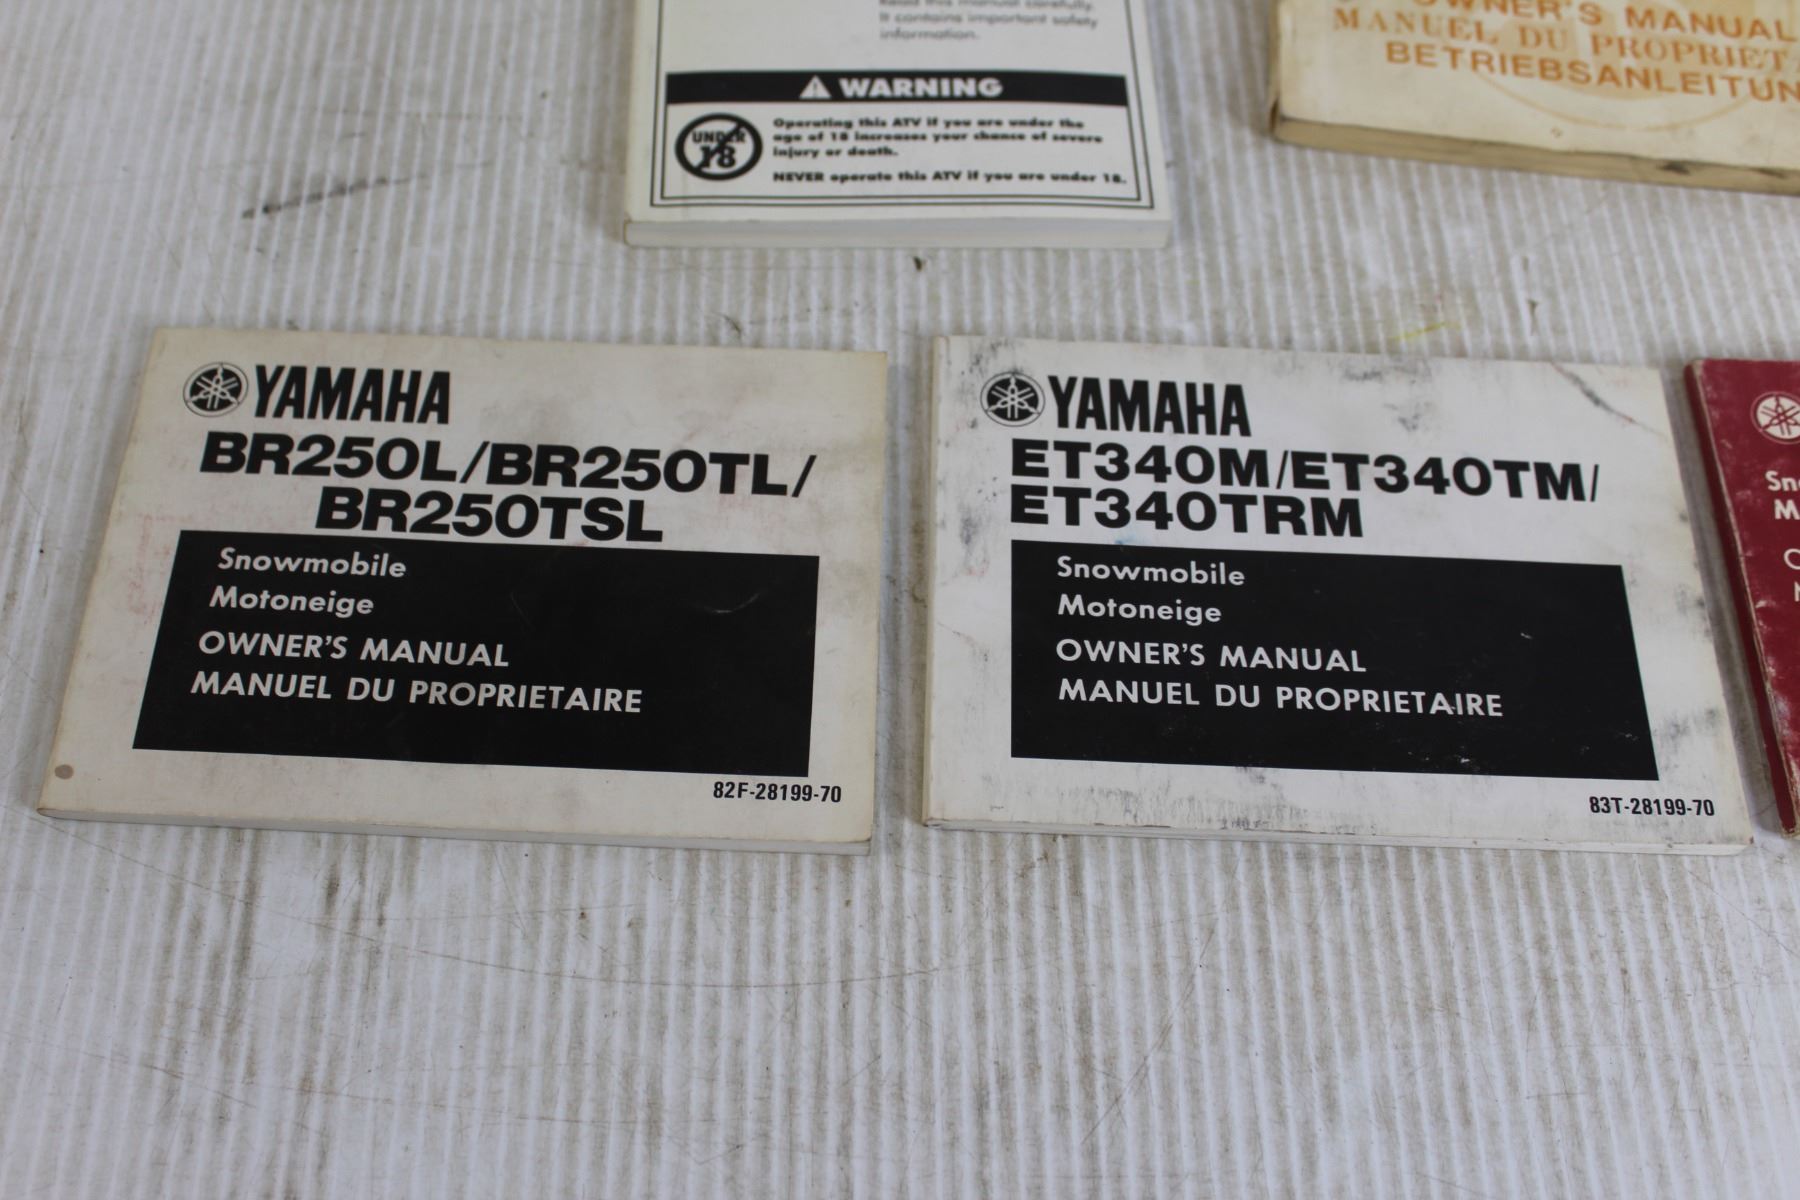 Read this manual carefully.
It contains important safety
information.
WARNING
UNDER
18
Operating this ATV if you are under the
age of 18 increases your chance of severe
injury or death.
NEVER operate this ATV if you are under 18.
OWNER'S MANUAL
MANUEL DU
BETRIEBSANLEITUN
YAMAHA
BR250L/BR250TL/
BR250TSL
Snowmobile
Motoneige
OWNER'S MANUAL
MANUEL DU PROPRIETAIRE
82F-28199-70
YAMAHA
ET340M/ET340TM/
ET340TRM
Snowmobile
Motoneige
OWNER'S MANUAL
MANUEL DU PROPRIETAIRE
83T-28199-70
Sn
M